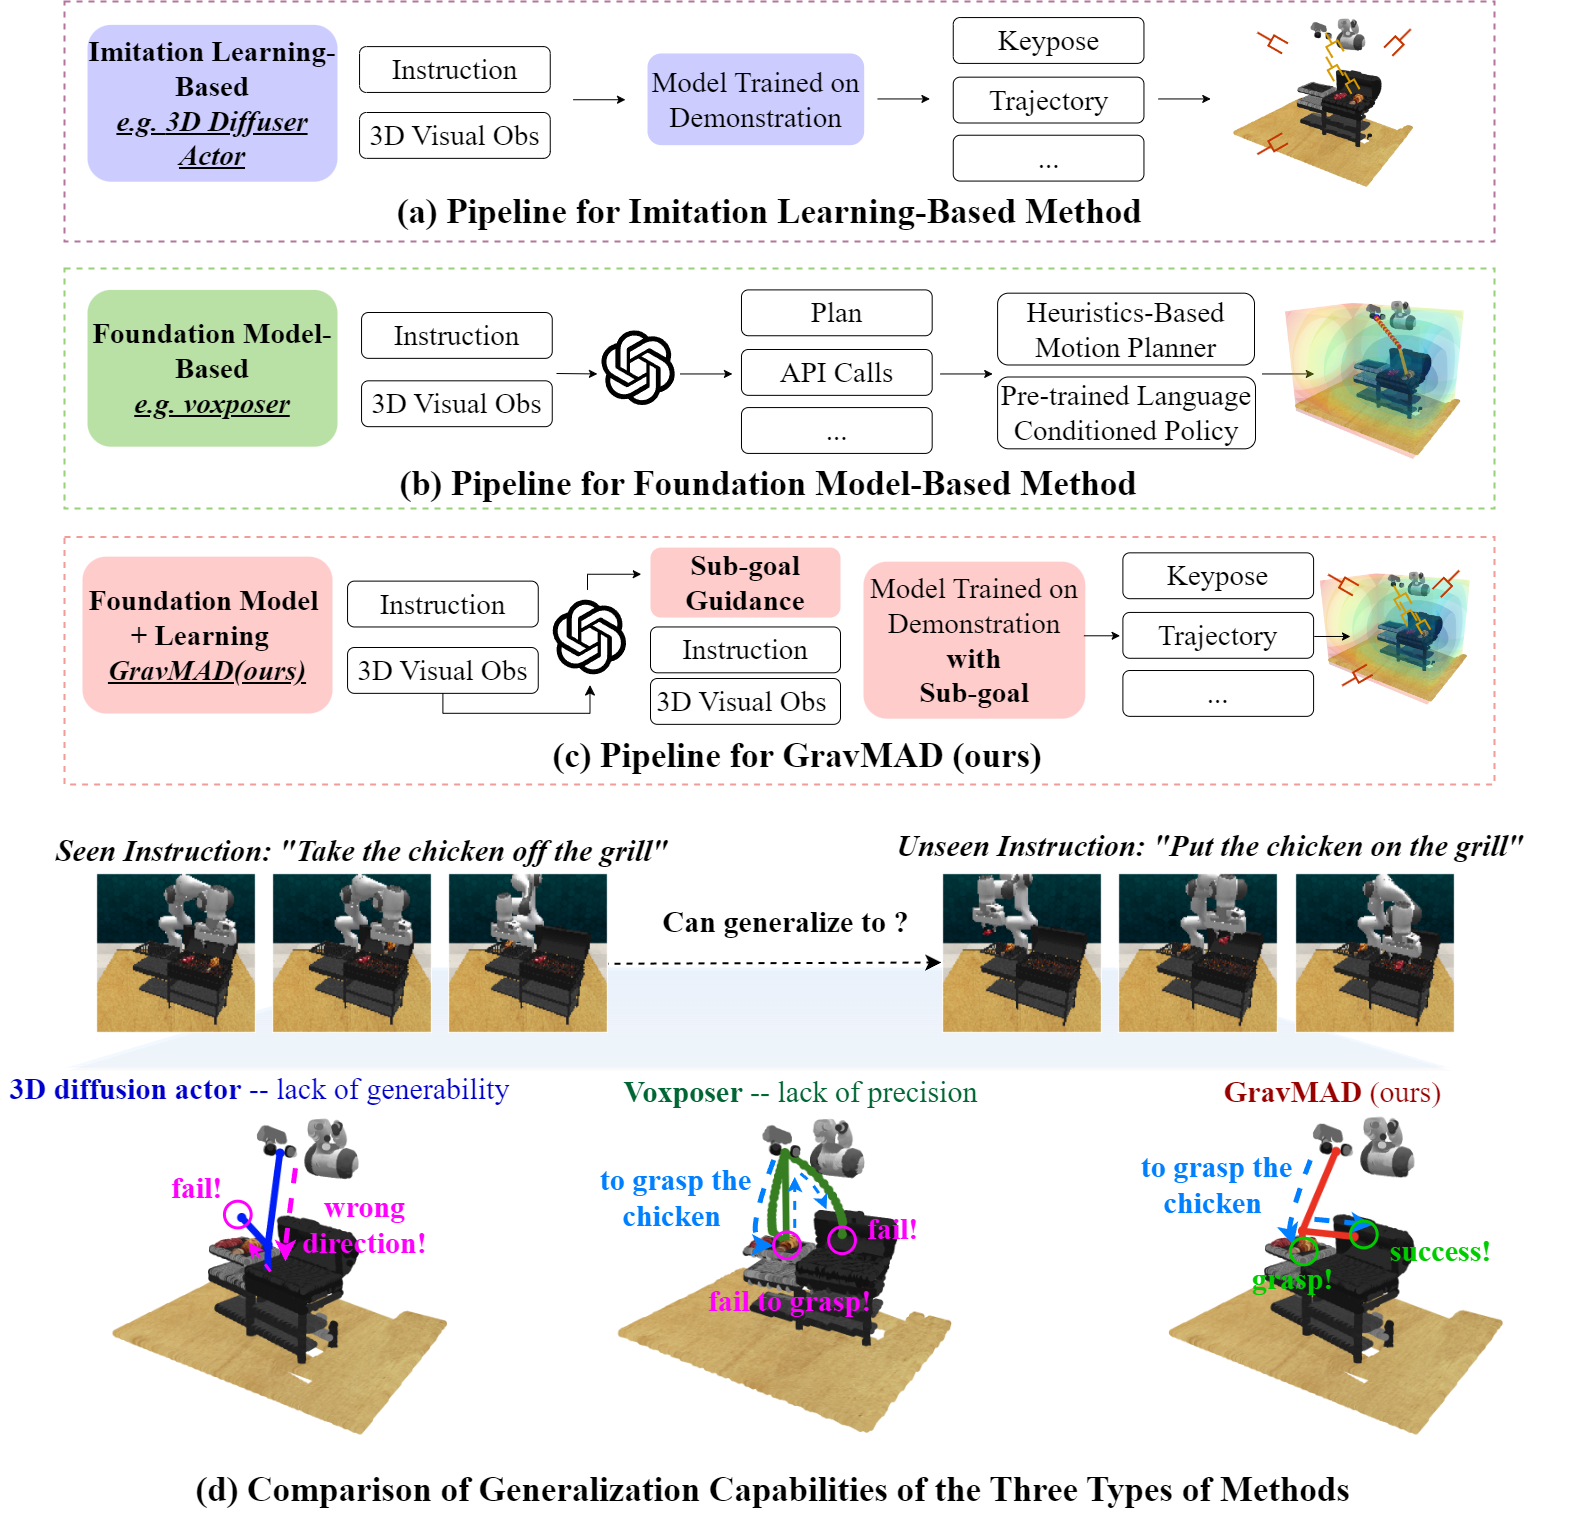 Imitation Learning-
Based
e.g. 3D Diffuser
Actor
Instruction
3D Visual Obs
Model Trained on
Demonstration
Keypose
Trajectory
...
(a) Pipeline for Imitation Learning-Based Method
Foundation Model-
Based
e.g. voxposer
Instruction
3D Visual Obs
Plan
API Calls
...
Heuristics-Based
Motion Planner
Pre-trained Language
Conditioned Policy
(b) Pipeline for Foundation Model-Based Method
Foundation Model
+ Learning
GravMAD(ours)
Instruction
3D Visual Obs
Sub-goal
Guidance
Instruction
3D Visual Obs
Model Trained on
Demonstration
with
Sub-goal
Keypose
Trajectory
...
(c) Pipeline for GravMAD (ours)
Seen Instruction: "Take the chicken off the grill"
Unseen Instruction: "Put the chicken on the grill"
Can generalize to ?
3D diffusion actor -- lack of generability
fail!
wrong
direction!
Voxposer -- lack of precision
to grasp the
chicken
fail!
fail to grasp!
GravMAD (ours)
to grasp the
chicken
success!
grasp!
(d) Comparison of Generalization Capabilities of the Three Types of Methods